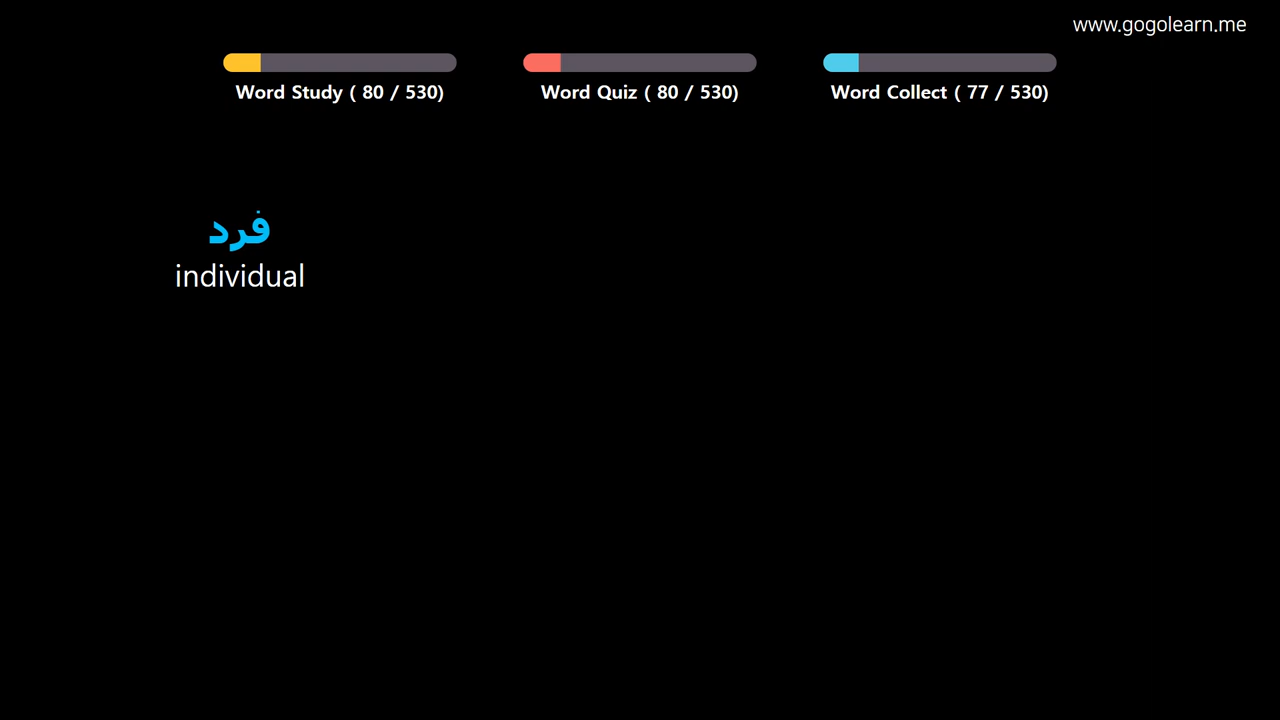 www.gogolearn.me
Word Study ( 80 / 530)
Word Quiz ( 80 / 530)
Word Collect ( 77 / 530)
فرد
individual